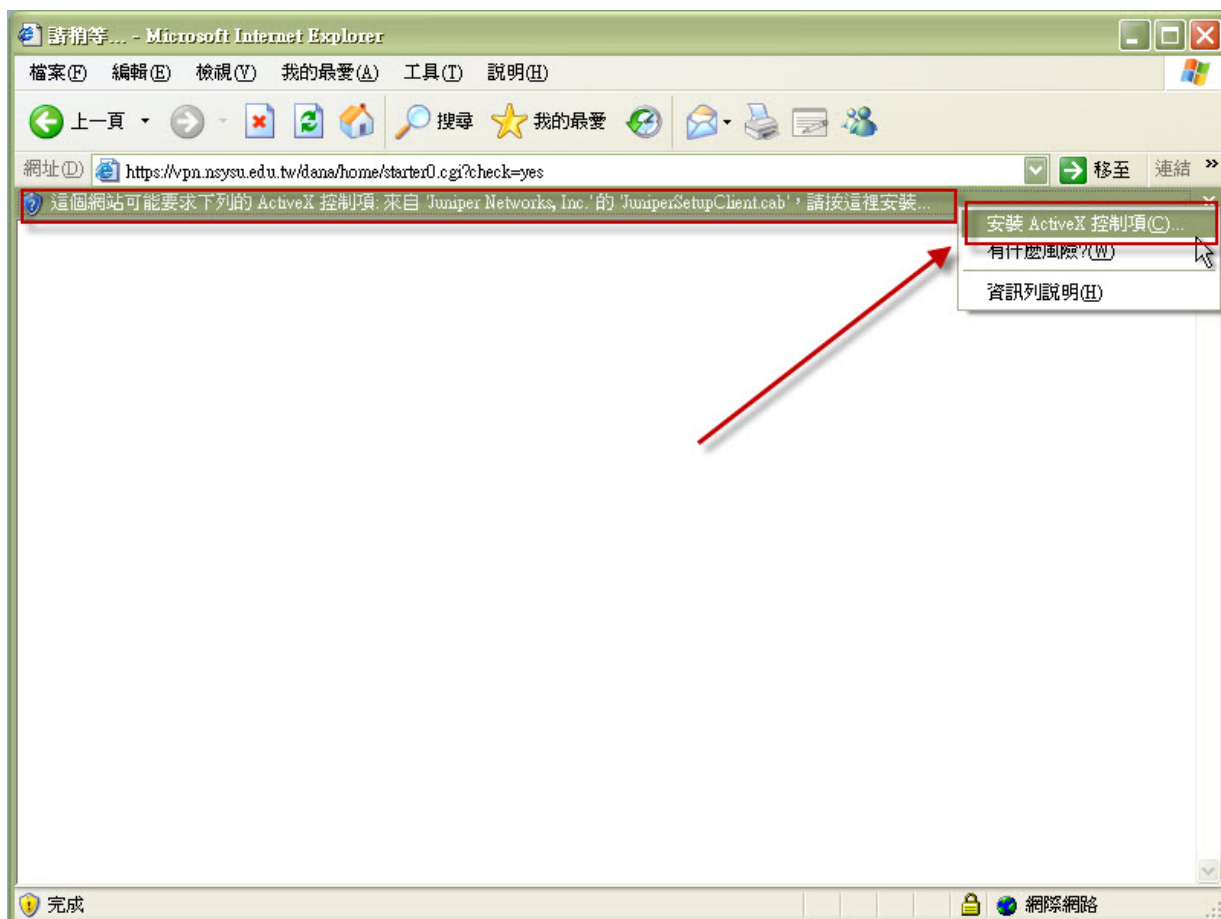 請稍等... - Microsoft Internet Explorer
檔案(F) 編輯(E) 檢視(V) 我的最愛(A) 工具(T) 說明(H)
上一頁 搜尋 我的最愛
網址(D) https://vpn.nsysu.edu.tw/dana/home/starter0.cgi?check=yes 移至 連結 »
這個網站可能要求下列的 ActiveX 控制項: 來自 'Juniper Networks, Inc.' 的 'JuniperSetupClient.cab'，請按這裡安裝...
安裝 ActiveX 控制項(C)...
有什麼風險?(W)
資訊列說明(H)
完成 網際網路